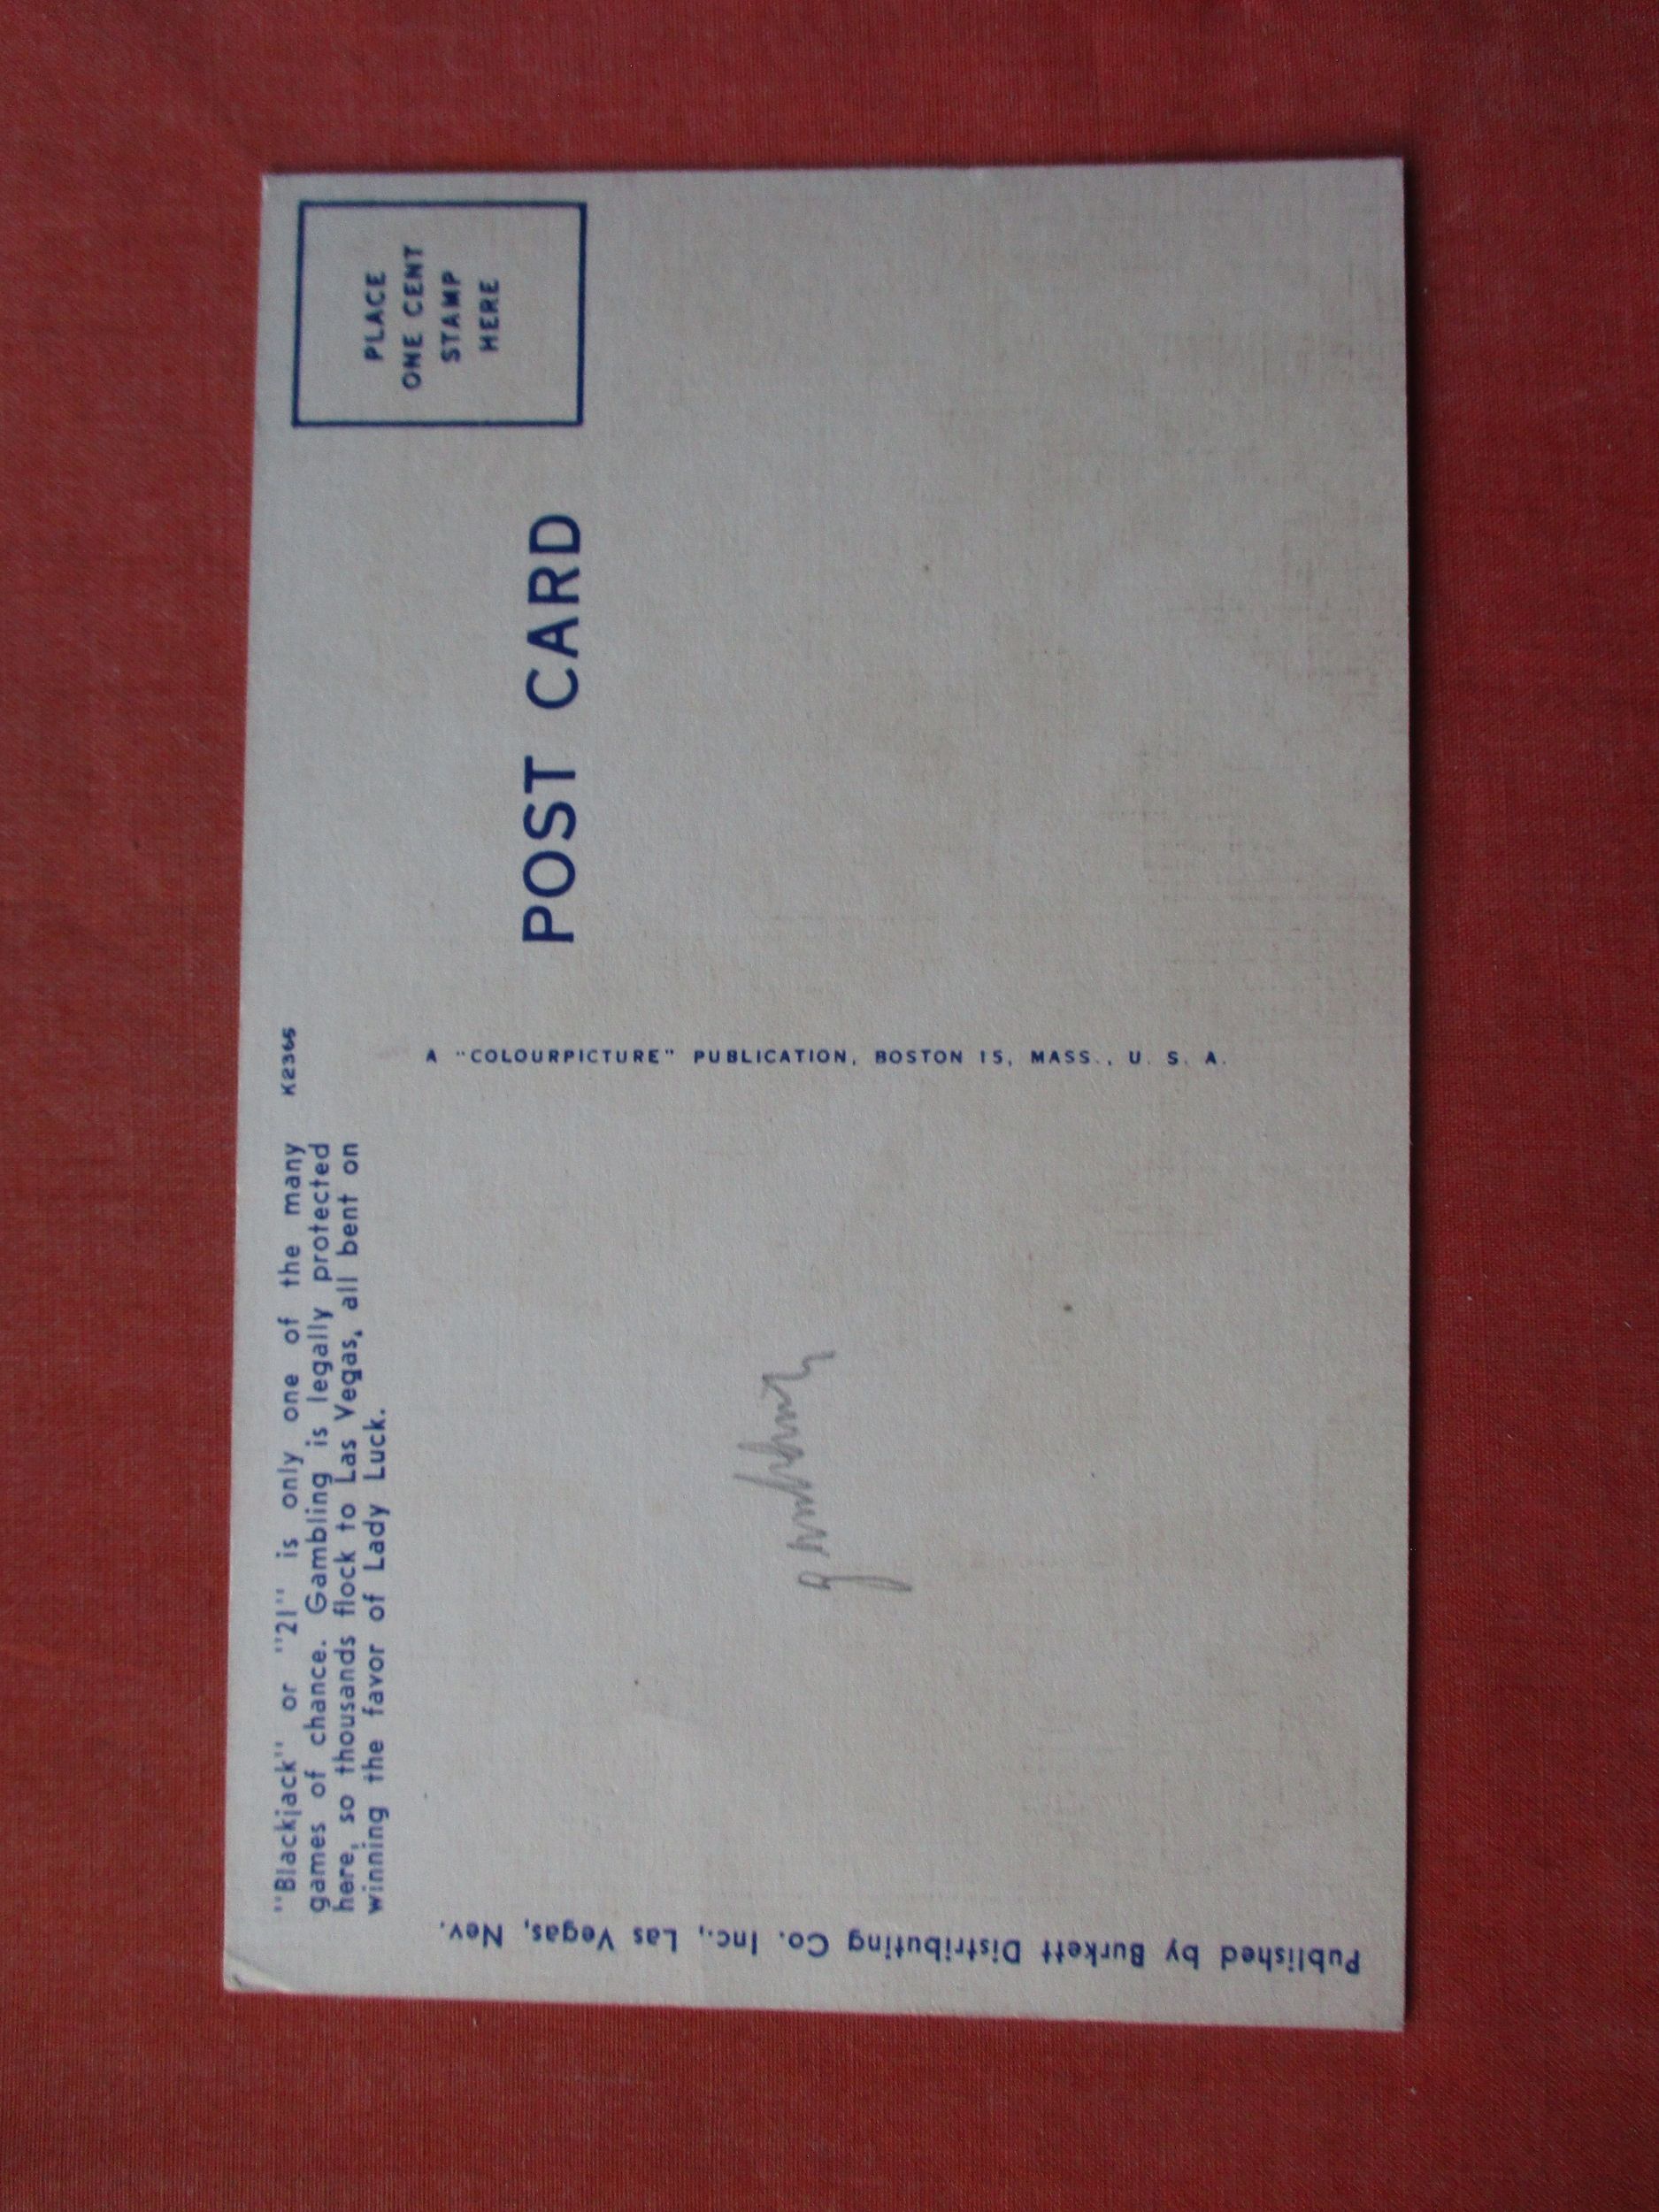 "Blackjack" or "21" is only one of the many
games of chance. Gambling is legally protected
here, so thousands flock to Las Vegas, all bent on
winning the favor of Lady Luck.
K2365
PLACE
ONE CENT
STAMP
HERE
POST CARD
A "COLOURPICTURE" PUBLICATION, BOSTON 15, MASS., U. S. A.
Published by Burkett Distributing Co. Inc., Las Vegas, Nev.